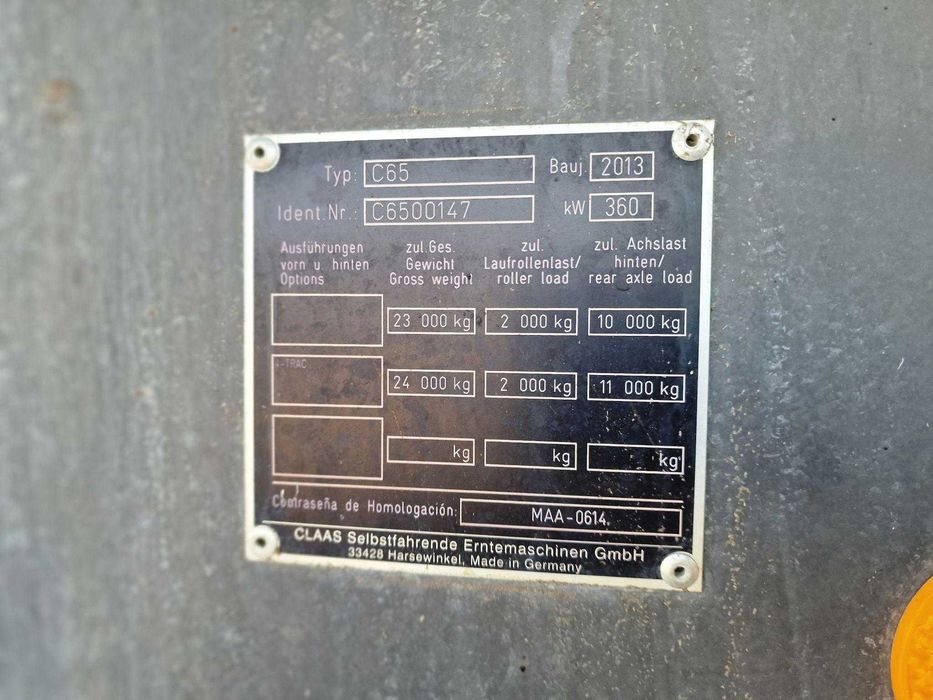 Typ: C65 Bauj. 2013
Ident.Nr.: C6500147 kW 360
Ausführungen vorn u. hinten Options
zul.Ges. Gewicht Gross weight
zul. Laufrollenlast/ roller load
zul. Achslast hinten/ rear axle load
23 000 kg 2 000 kg 10 000 kg
-TRAC 24 000 kg 2 000 kg 11 000 kg
kg kg kg
Contraseña de Homologación: MAA-0614.
CLAAS Selbstfahrende Erntemaschinen GmbH
33428 Harsewinkel, Made in Germany